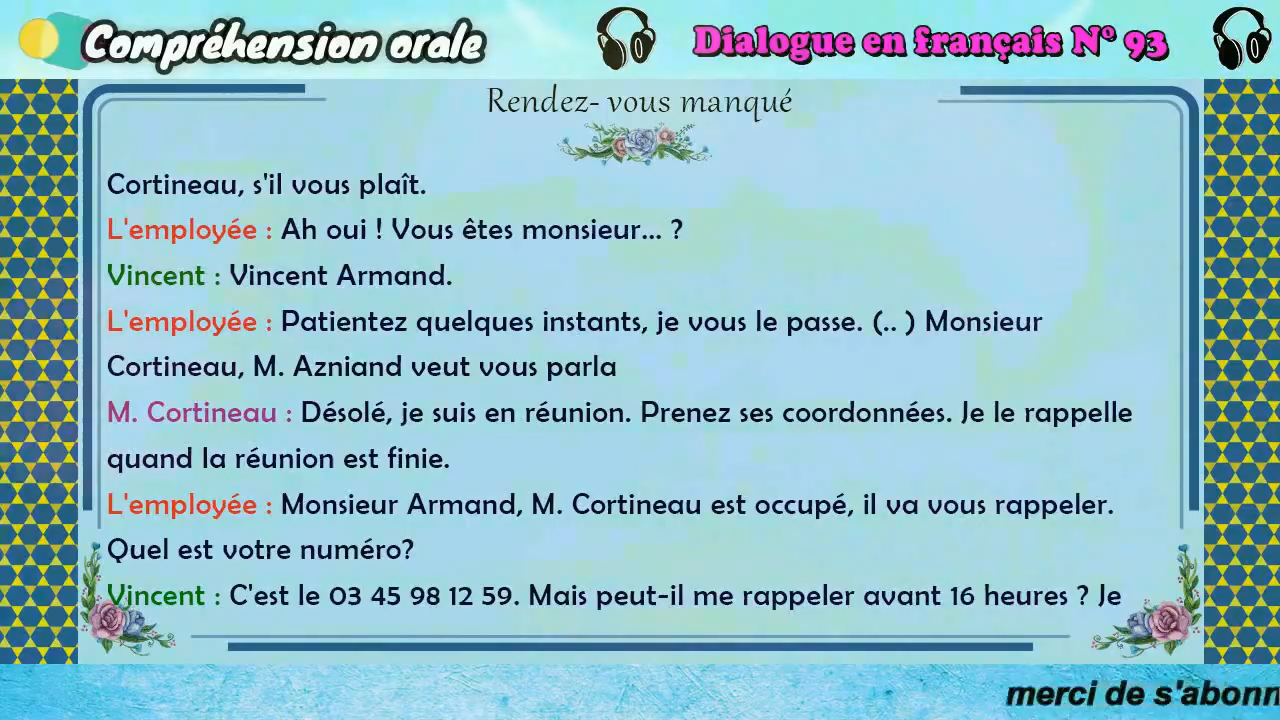 Compréhension orale
Dialogue en français N° 93
Rendez- vous manqué
Cortineau, s'il vous plaît.
L'employée : Ah oui ! Vous êtes monsieur... ?
Vincent : Vincent Armand.
L'employée : Patientez quelques instants, je vous le passe. (.. ) Monsieur
Cortineau, M. Azniand veut vous parla
M. Cortineau : Désolé, je suis en réunion. Prenez ses coordonnées. Je le rappelle
quand la réunion est finie.
L'employée : Monsieur Armand, M. Cortineau est occupé, il va vous rappeler.
Quel est votre numéro?
Vincent : C'est le 03 45 98 12 59. Mais peut-il me rappeler avant 16 heures ? Je
merci de s'abonn